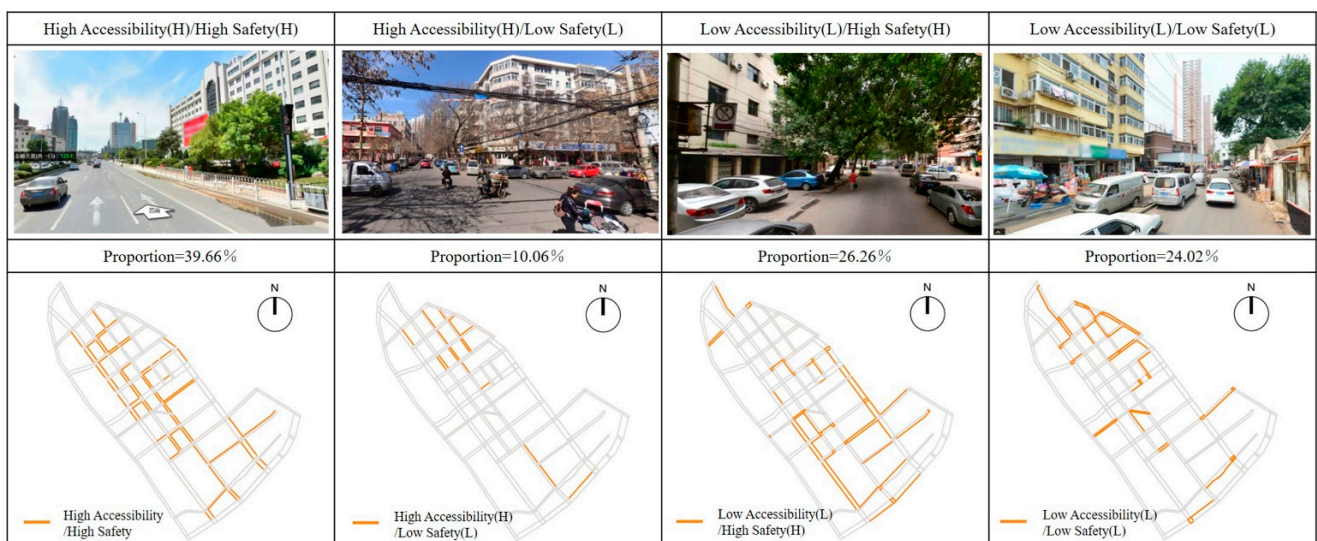 High Accessibility(H)/High Safety(H)
High Accessibility(H)/Low Safety(L)
Low Accessibility(L)/High Safety(H)
Low Accessibility(L)/Low Safety(L)
Proportion=39.66%
Proportion=10.06%
Proportion=26.26%
Proportion=24.02%
N
N
N
N
High Accessibility
/High Safety
High Accessibility(H)
/Low Safety(L)
Low Accessibility(L)
/High Safety(H)
Low Accessibility(L)
/Low Safety(L)